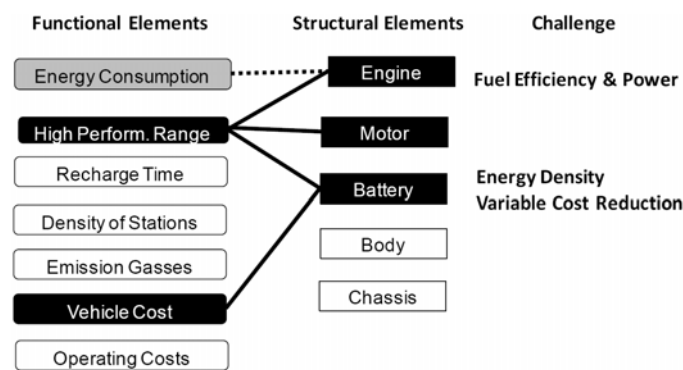 Functional Elements
Structural Elements
Challenge
Energy Consumption
Engine
Fuel Efficiency & Power
High Perform. Range
Motor
Recharge Time
Battery
Energy Density
Variable Cost Reduction
Density of Stations
Body
Emission Gasses
Chassis
Vehicle Cost
Operating Costs